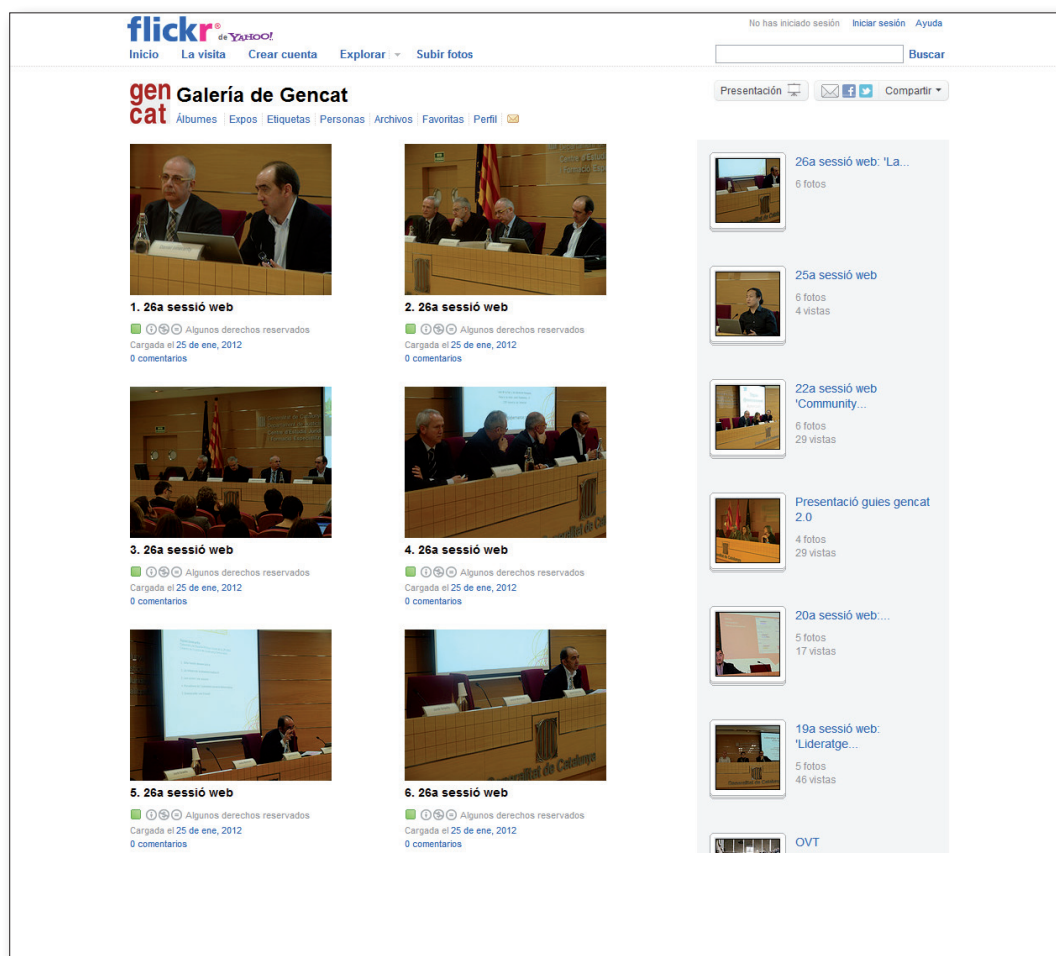 flickr® de YAHOO!
No has iniciado sesión Iniciar sesión Ayuda
Inicio La visita Crear cuenta Explorar Subir fotos
Buscar
gen
cat
Galería de Gencat
Álbumes Expos Etiquetas Personas Archivos Favoritas Perfil
Presentación
Compartir
1. 26a sessió web
Algunos derechos reservados
Cargada el 25 de ene, 2012
0 comentarios
2. 26a sessió web
Algunos derechos reservados
Cargada el 25 de ene, 2012
0 comentarios
3. 26a sessió web
Algunos derechos reservados
Cargada el 25 de ene, 2012
0 comentarios
4. 26a sessió web
Algunos derechos reservados
Cargada el 25 de ene, 2012
0 comentarios
Generalitat de Catalunya
5. 26a sessió web
Algunos derechos reservados
Cargada el 25 de ene, 2012
0 comentarios
6. 26a sessió web
Algunos derechos reservados
Cargada el 25 de ene, 2012
0 comentarios
26a sessió web: 'La...
6 fotos
25a sessió web
6 fotos
4 vistas
22a sessió web
'Community...
6 fotos
29 vistas
Presentació guies gencat
2.0
4 fotos
29 vistas
20a sessió web:...
5 fotos
17 vistas
19a sessió web:
'Lideratge...
5 fotos
46 vistas
OVT